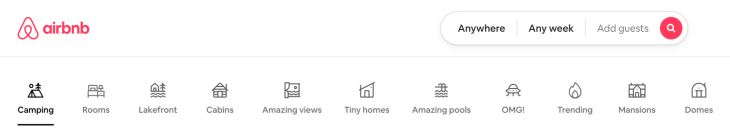 airbnb
Anywhere Any week Add guests
Camping Rooms Lakefront Cabins Amazing views Tiny homes Amazing pools OMG! Trending Mansions Domes